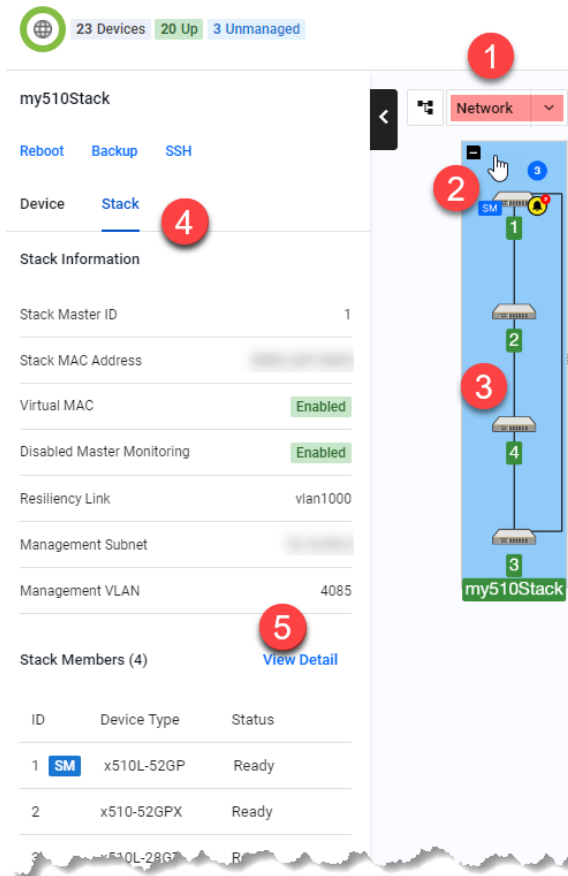 23 Devices 20 Up 3 Unmanaged
1
my510Stack
Network
Reboot Backup SSH
3
2
SM
1
Device Stack
4
Stack Information
Stack Master ID 1
2
Stack MAC Address
3
Virtual MAC Enabled
Disabled Master Monitoring Enabled
4
Resiliency Link vlan1000
Management Subnet
3
Management VLAN 4085
my510Stack
5
Stack Members (4) View Detail
ID Device Type Status
1 SM x510L-52GP Ready
2 x510-52GPX Ready